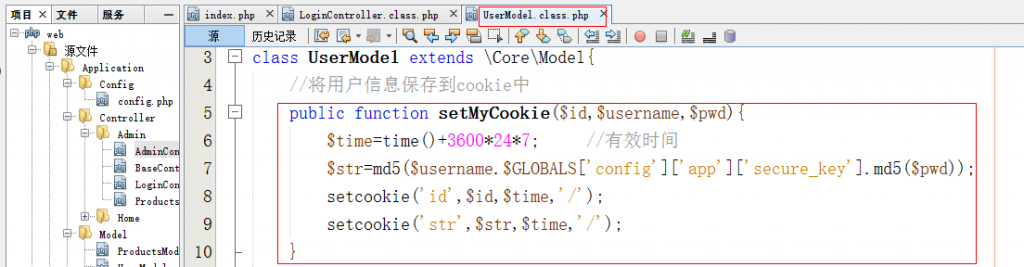 项目 × 文件 服务
index.php × LoginController.class.php × UserModel.class.php ×
源 历史记录
web
源文件
Application
Config
config.php
Controller
Admin
AdminCon
BaseCont
LoginCon
Products
Home
Model
ProductsMod
3 class UserModel extends \Core\Model{
4 //将用户信息保存到cookie中
5 public function setMyCookie($id,$username,$pwd){
6 $time=time()+3600*24*7; //有效时间
7 $str=md5($username.$GLOBALS['config']['app']['secure_key'].md5($pwd));
8 setcookie('id',$id,$time,'/');
9 setcookie('str',$str,$time,'/');
10 }